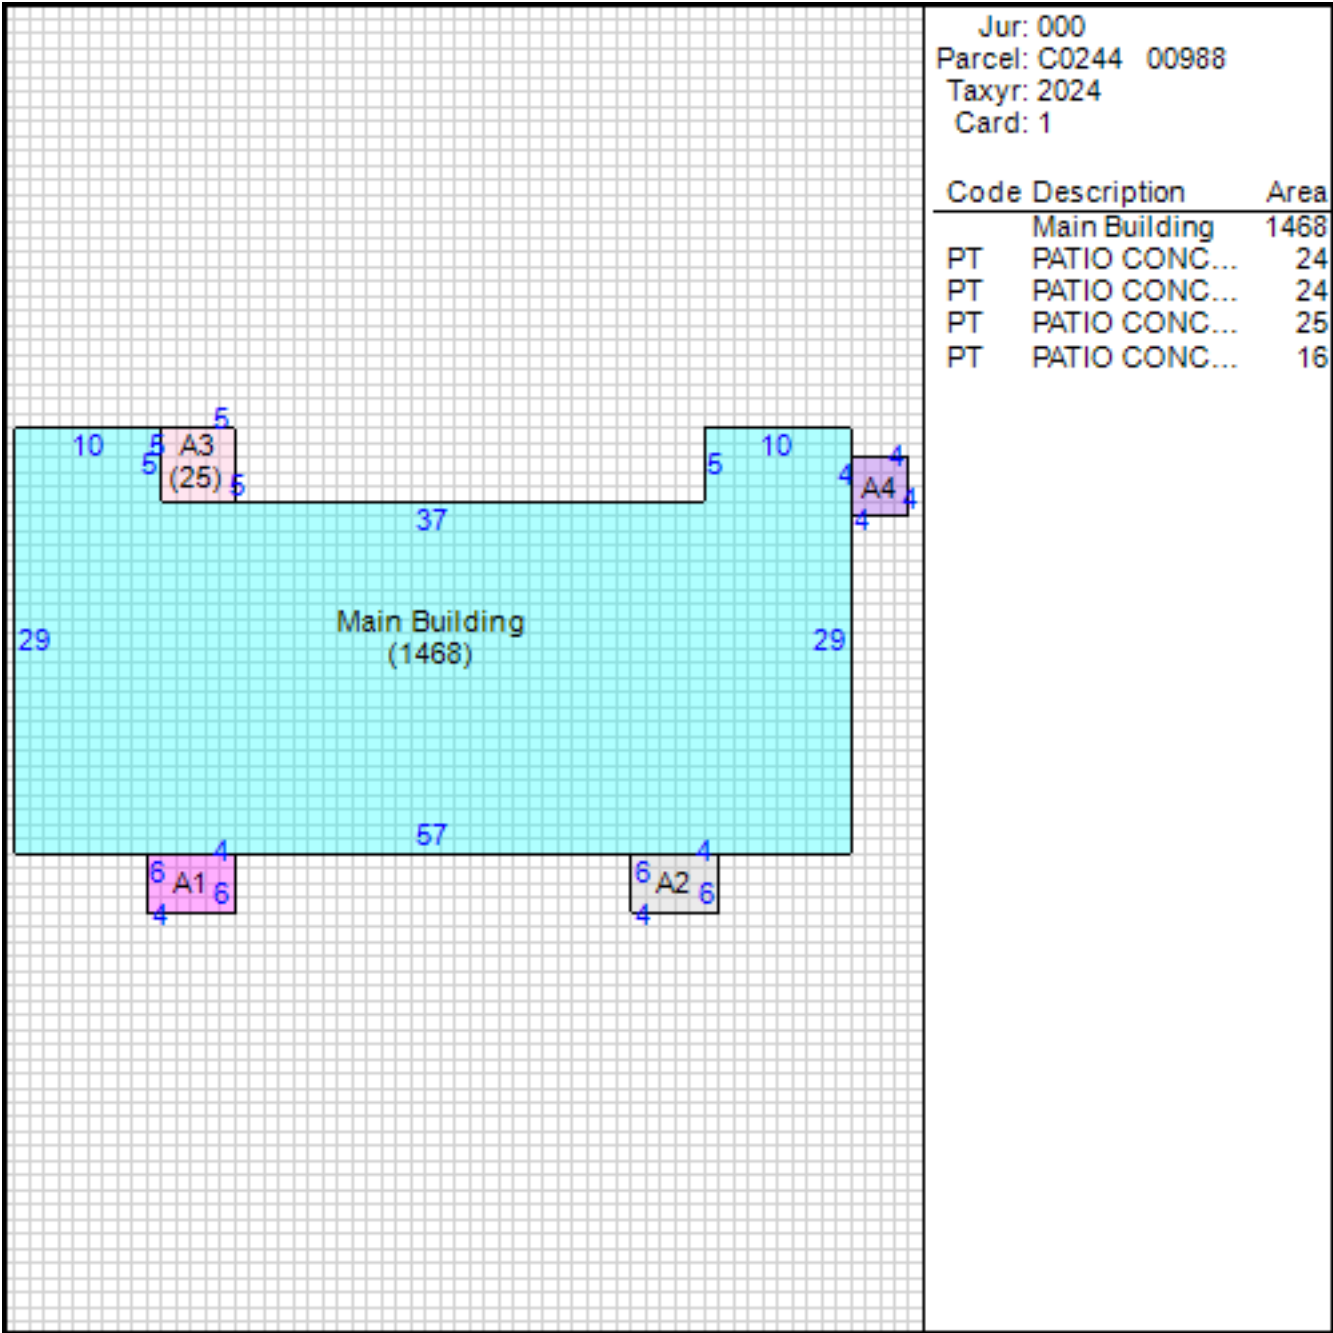 Jur: 000
Parcel: C0244 00988
Taxyr: 2024
Card: 1
Code Description Area
Main Building 1468
PT PATIO CONC... 24
PT PATIO CONC... 24
PT PATIO CONC... 25
PT PATIO CONC... 16
5
10 5 A3 5 10 4
5 (25) 5 4 A4 4
37 4
Main Building
(1468)
29 29
57
4 4
6 A1 6 6 A2 6
4 4